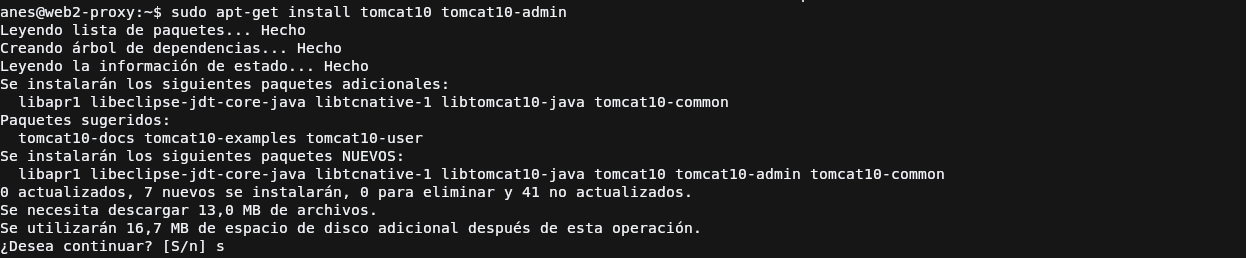 anes@web2-proxy:~$ sudo apt-get install tomcat10 tomcat10-admin
Leyendo lista de paquetes... Hecho
Creando árbol de dependencias... Hecho
Leyendo la información de estado... Hecho
Se instalarán los siguientes paquetes adicionales:
  libapr1 libeclipse-jdt-core-java libtcnative-1 libtomcat10-java tomcat10-common
Paquetes sugeridos:
  tomcat10-docs tomcat10-examples tomcat10-user
Se instalarán los siguientes paquetes NUEVOS:
  libapr1 libeclipse-jdt-core-java libtcnative-1 libtomcat10-java tomcat10 tomcat10-admin tomcat10-common
0 actualizados, 7 nuevos se instalarán, 0 para eliminar y 41 no actualizados.
Se necesita descargar 13,0 MB de archivos.
Se utilizarán 16,7 MB de espacio de disco adicional después de esta operación.
¿Desea continuar? [S/n] s